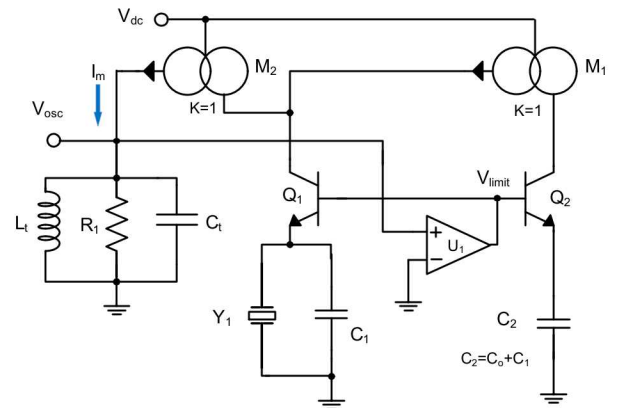 Vdc
M2
M1
Im
K=1
K=1
Vosc
Vlimit
Q1
Q2
Lt
R1
Ct
+
U1
−
Y1
C1
C2
C2=Co+C1